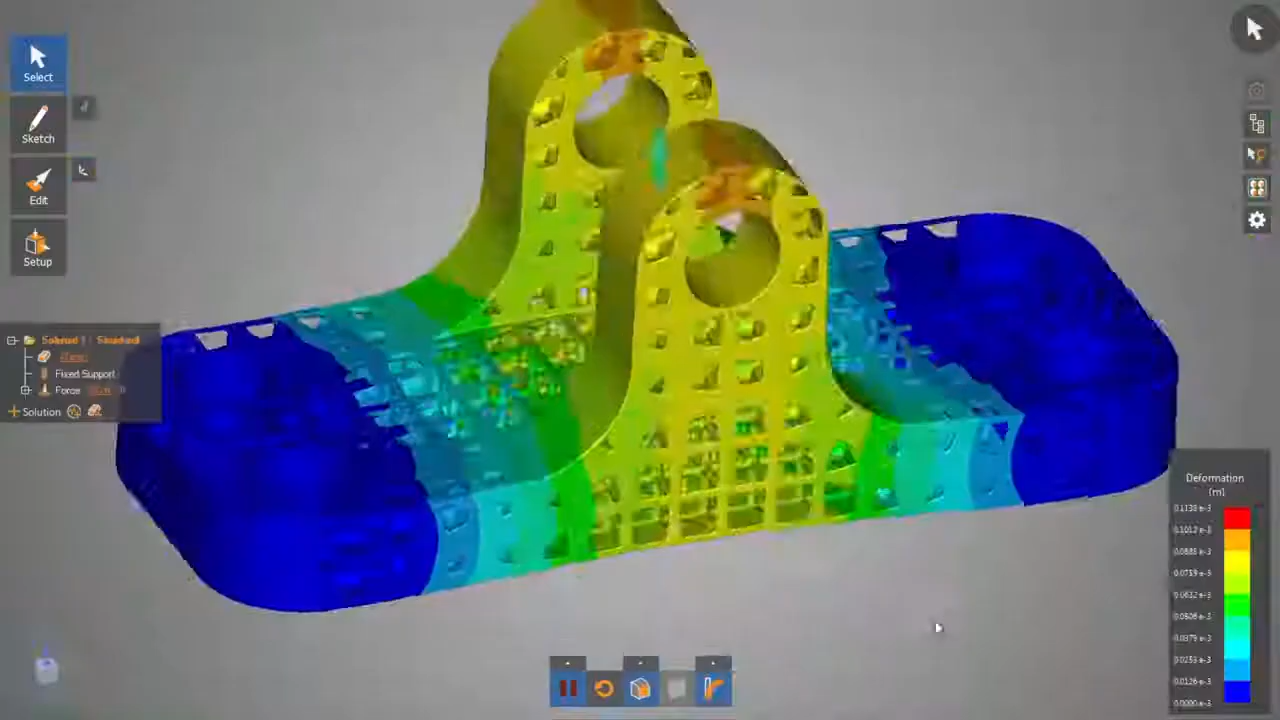 Select
Sketch
Edit
Setup
Fixed Support
Force
Solution
Deformation
(m)
0.1138 e-3
0.1012 e-3
0.0885 e-3
0.0759 e-3
0.0632 e-3
0.0506 e-3
0.0379 e-3
0.0253 e-3
0.0126 e-3
0.0000 e-3